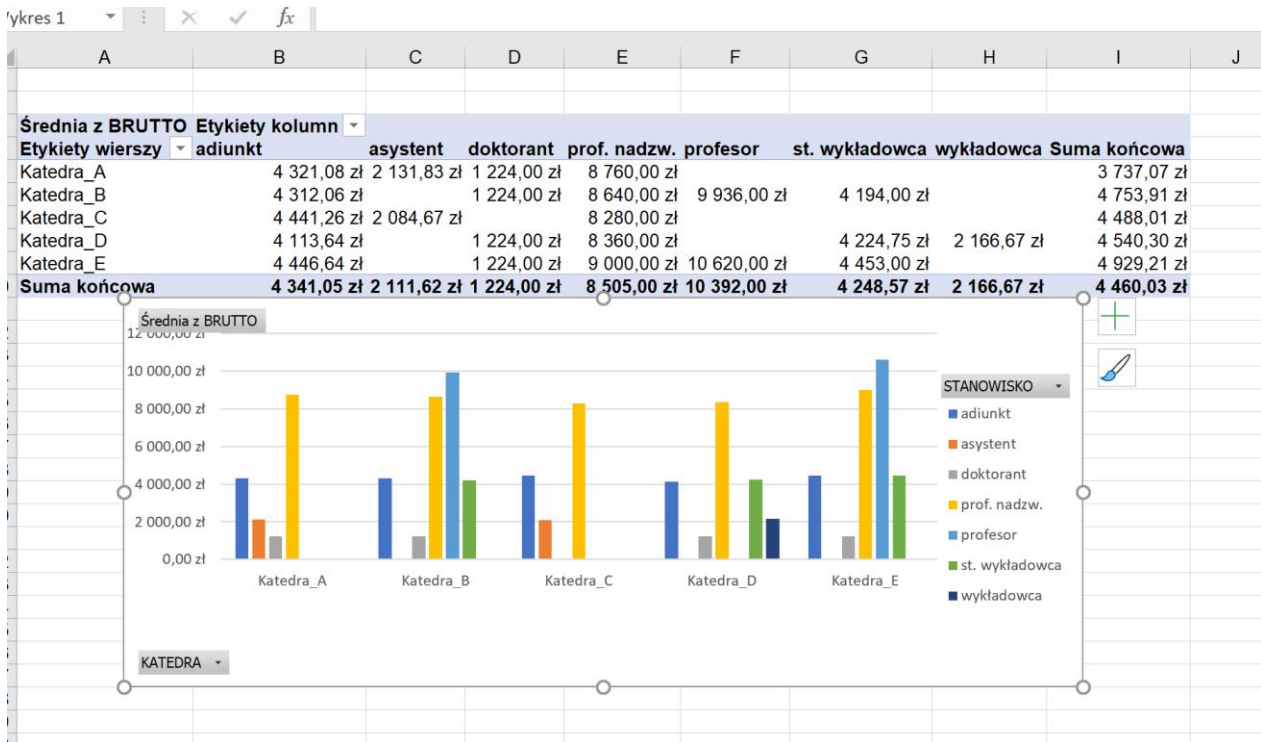 ykres 1 fx
A B C D E F G H I J
Średnia z BRUTTO Etykiety kolumn
Etykiety wierszy adiunkt asystent doktorant prof. nadzw. profesor st. wykładowca wykładowca Suma końcowa
Katedra_A 4 321,08 zł 2 131,83 zł 1 224,00 zł 8 760,00 zł 3 737,07 zł
Katedra_B 4 312,06 zł 1 224,00 zł 8 640,00 zł 9 936,00 zł 4 194,00 zł 4 753,91 zł
Katedra_C 4 441,26 zł 2 084,67 zł 8 280,00 zł 4 488,01 zł
Katedra_D 4 113,64 zł 1 224,00 zł 8 360,00 zł 4 224,75 zł 2 166,67 zł 4 540,30 zł
Katedra_E 4 446,64 zł 1 224,00 zł 9 000,00 zł 10 620,00 zł 4 453,00 zł 4 929,21 zł
Suma końcowa 4 341,05 zł 2 111,62 zł 1 224,00 zł 8 505,00 zł 10 392,00 zł 4 248,57 zł 2 166,67 zł 4 460,03 zł
Średnia z BRUTTO
12 000,00 zł
10 000,00 zł
8 000,00 zł
6 000,00 zł
4 000,00 zł
2 000,00 zł
0,00 zł
Katedra_A Katedra_B Katedra_C Katedra_D Katedra_E
STANOWISKO
adiunkt
asystent
doktorant
prof. nadzw.
profesor
st. wykładowca
wykładowca
KATEDRA